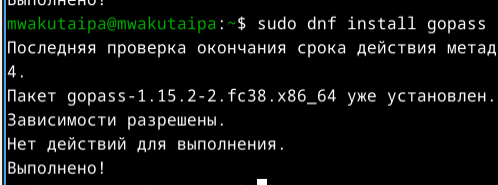 Выполнено!
mwakutaipa@mwakutaipa:~$ sudo dnf install gopass
Последняя проверка окончания срока действия метад
4.
Пакет gopass-1.15.2-2.fc38.x86_64 уже установлен.
Зависимости разрешены.
Нет действий для выполнения.
Выполнено!